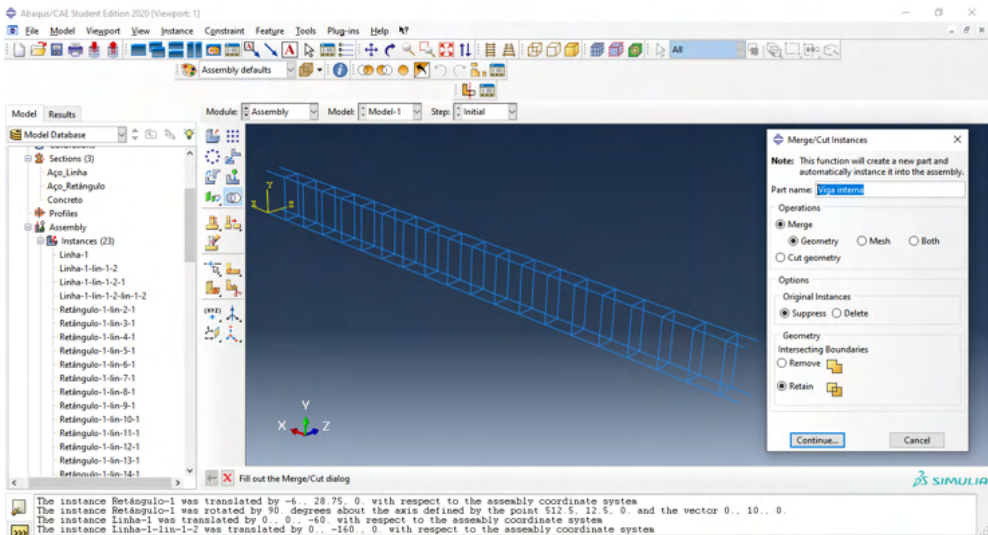 Abaqus/CAE Student Edition 2020 [Viewport: 1]
File Model Viewport View Instance Constraint Feature Tools Plug-ins Help
All
Assembly defaults
Model Results
Module: Assembly Model: Model-1 Step: Initial
Model Database
Sections (3)
Aço_Linha
Aço_Retângulo
Concreto
Profiles
Assembly
Instances (23)
Linha-1
Linha-1-lin-1-2
Linha-1-lin-1-2-1
Linha-1-lin-1-2-lin-1-2
Retângulo-1-lin-2-1
Retângulo-1-lin-3-1
Retângulo-1-lin-4-1
Retângulo-1-lin-5-1
Retângulo-1-lin-6-1
Retângulo-1-lin-7-1
Retângulo-1-lin-8-1
Retângulo-1-lin-9-1
Retângulo-1-lin-10-1
Retângulo-1-lin-11-1
Retângulo-1-lin-12-1
Retângulo-1-lin-13-1
Retângulo-1-lin-14-1
(XYZ)
Y
Z
Y
X Z
Merge/Cut Instances
Note: This function will create a new part and
automatically instance it into the assembly.
Part name: Viga interna
Operations
Merge
Geometry Mesh Both
Cut geometry
Options
Original Instances
Suppress Delete
Geometry
Intersecting Boundaries
Remove
Retain
Continue... Cancel
Fill out the Merge/Cut dialog
SIMULIA
The instance Retângulo-1 was translated by -6., 28.75, 0. with respect to the assembly coordinate system
The instance Retângulo-1 was rotated by 90. degrees about the axis defined by the point 512.5, 12.5, 0. and the vector 0., 10., 0.
The instance Linha-1 was translated by 0., 0., -60. with respect to the assembly coordinate system
The instance Linha-1-lin-1-2 was translated by 0., -160., 0. with respect to the assembly coordinate system